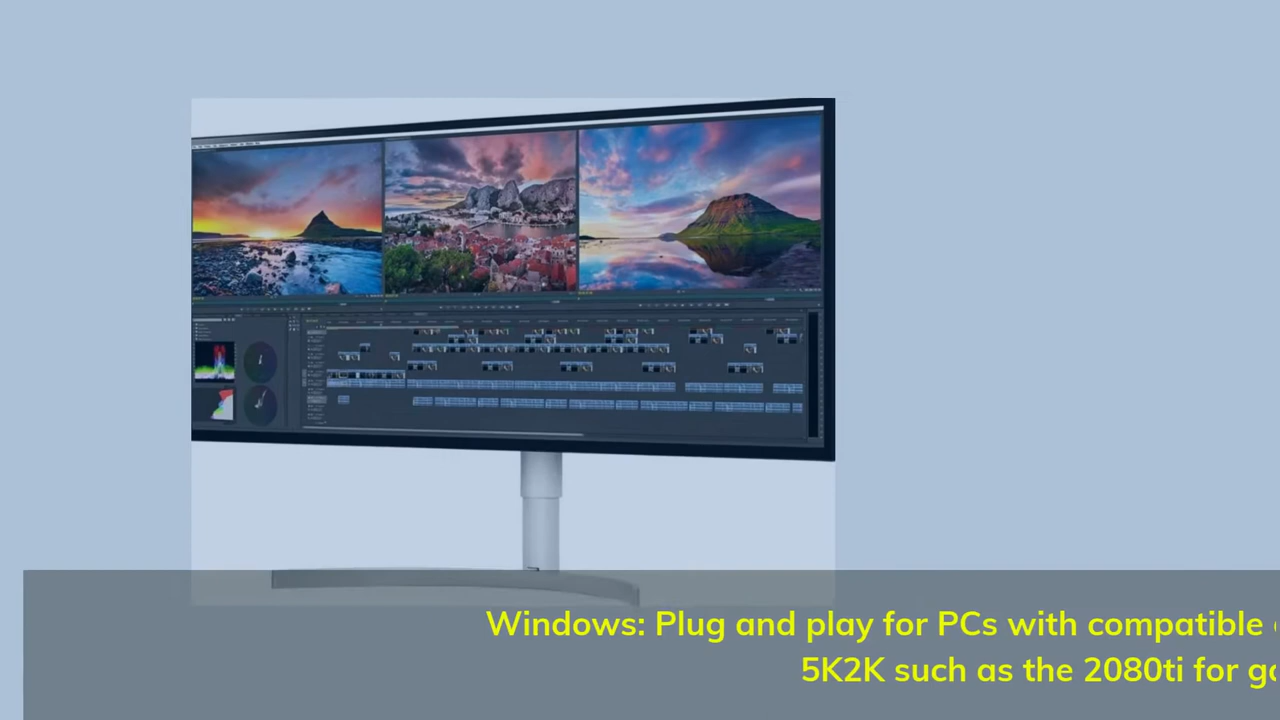 Windows: Plug and play for PCs with compatible
5K2K such as the 2080ti for